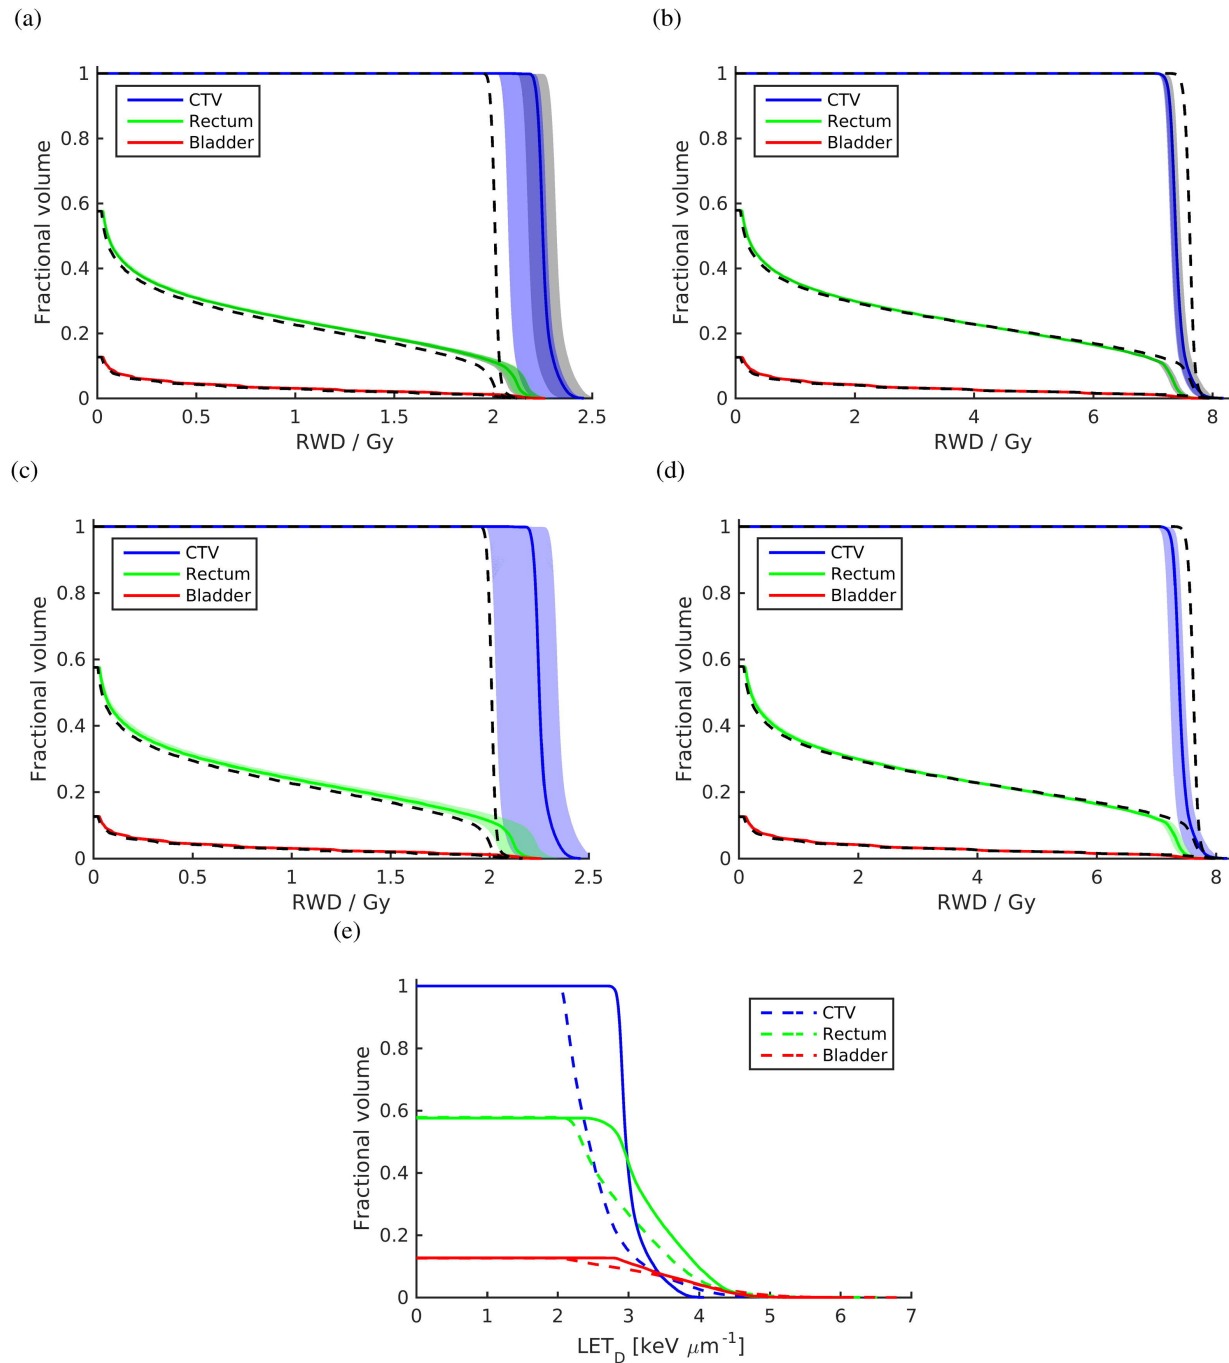 (a)
1
0.8
0.6
0.4
0.2
0
0
0.5
1
1.5
2
2.5
Fractional volume
RWD / Gy
CTV
Rectum
Bladder
(b)
1
0.8
0.6
0.4
0.2
0
0
2
4
6
8
Fractional volume
RWD / Gy
CTV
Rectum
Bladder
(c)
1
0.8
0.6
0.4
0.2
0
0
0.5
1
1.5
2
2.5
Fractional volume
RWD / Gy
CTV
Rectum
Bladder
(d)
1
0.8
0.6
0.4
0.2
0
0
2
4
6
8
Fractional volume
RWD / Gy
CTV
Rectum
Bladder
(e)
1
0.8
0.6
0.4
0.2
0
0
1
2
3
4
5
6
7
Fractional volume
LET_D [keV μm⁻¹]
CTV
Rectum
Bladder